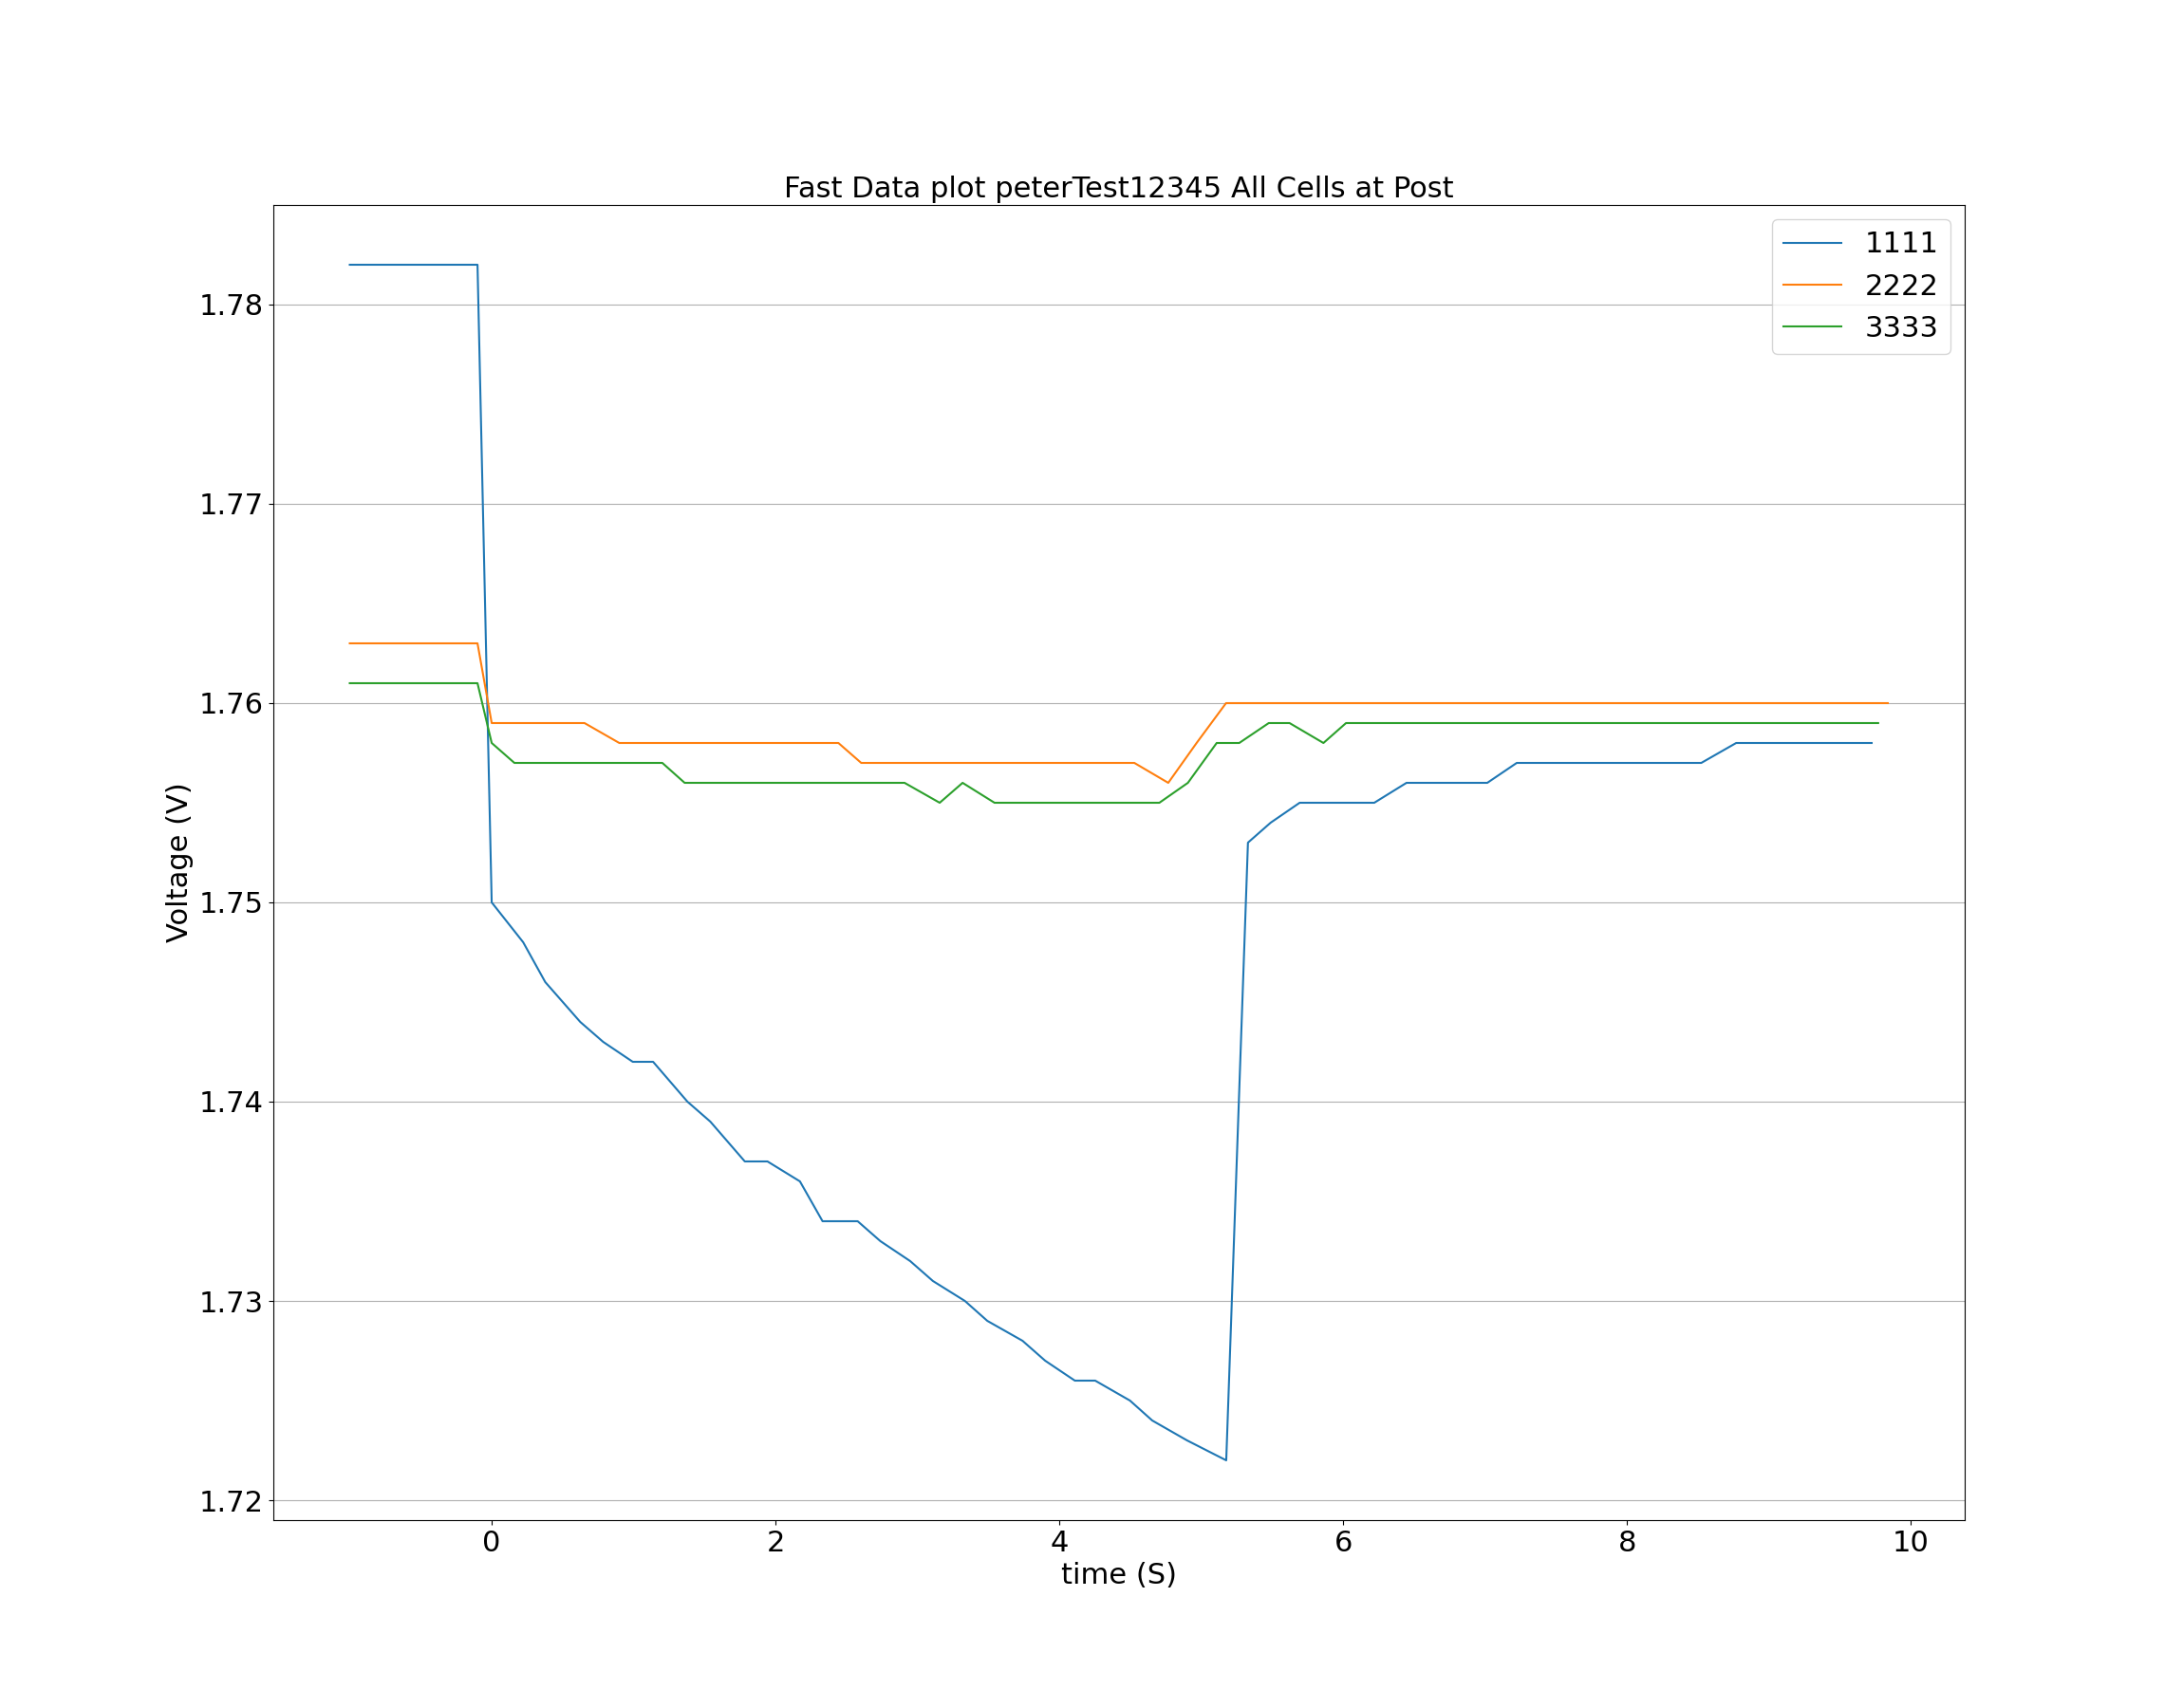 Fast Data plot peterTest12345 All Cells at Post
1111
2222
3333
1.78
1.77
1.76
1.75
1.74
1.73
1.72
Voltage (V)
0 2 4 6 8 10
time (S)